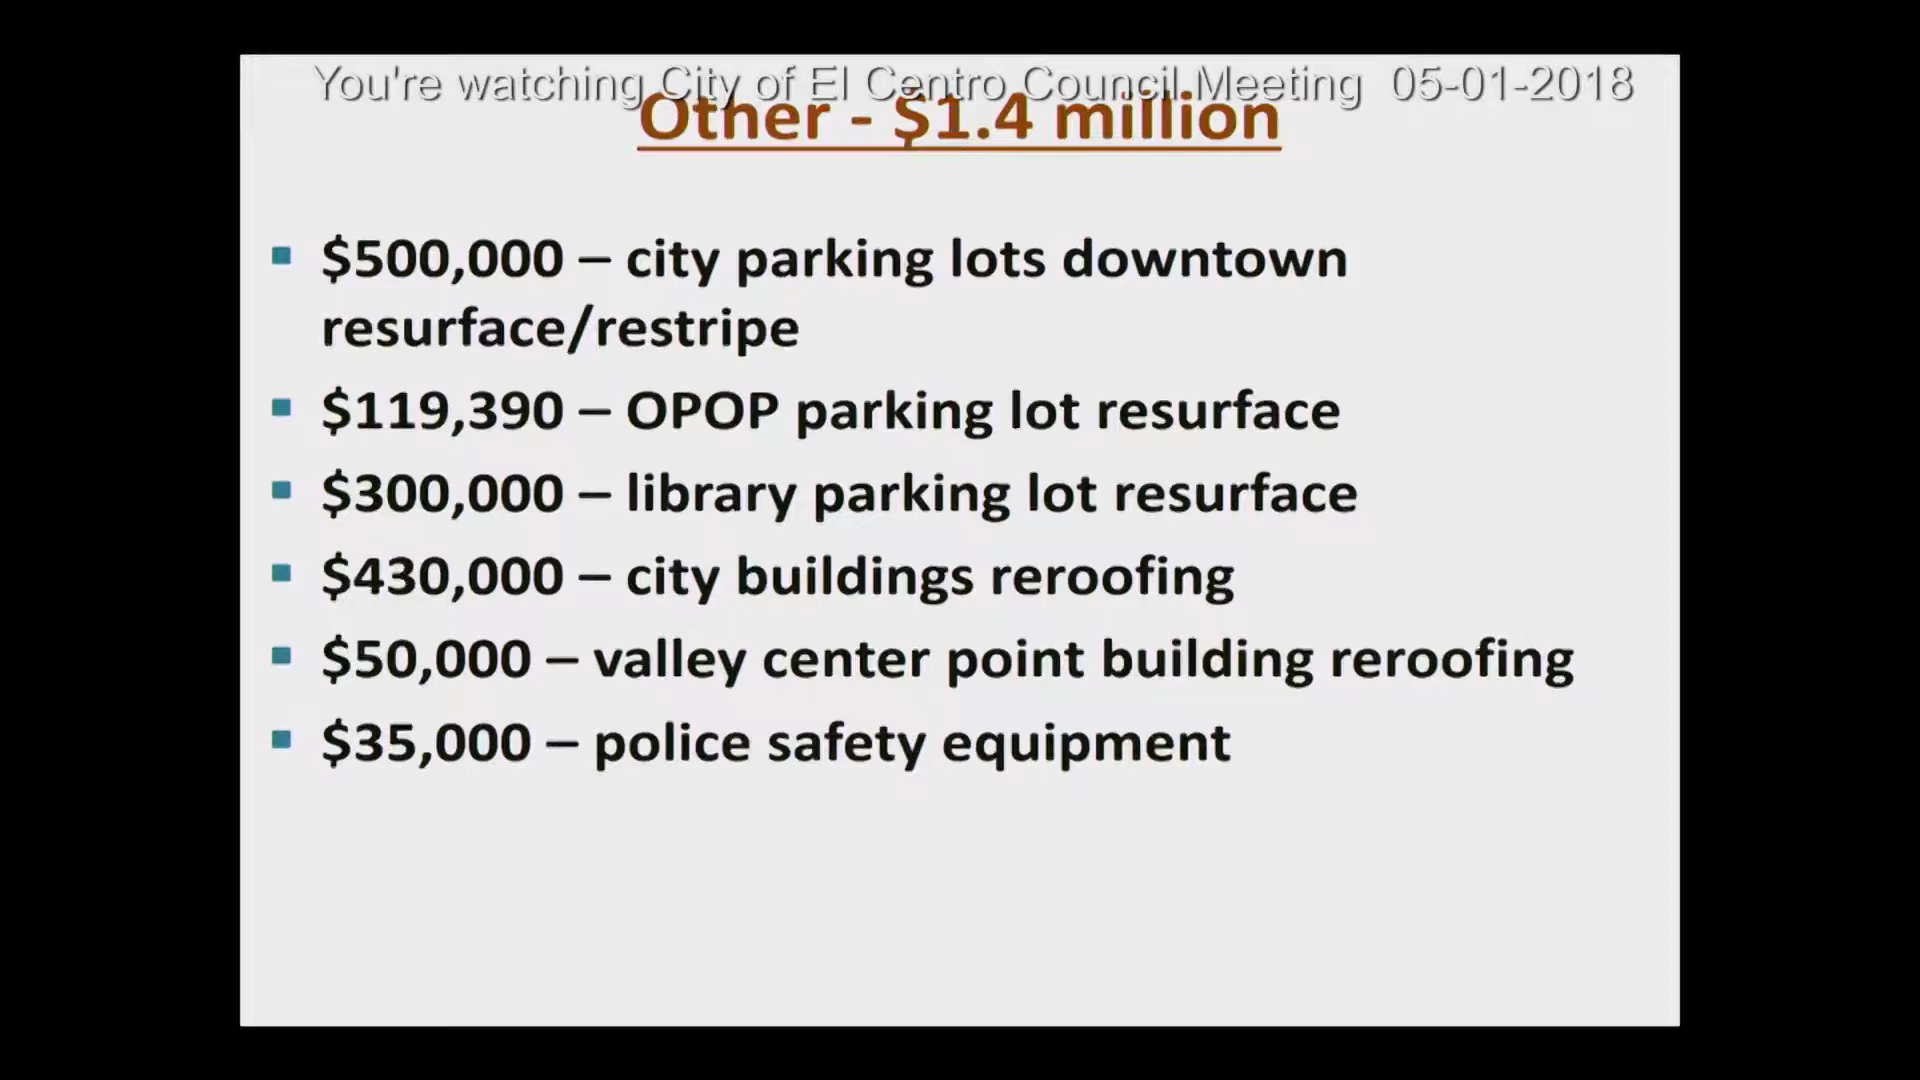 You're watching City of El Centro Council Meeting 05-01-2018
Other - $1.4 million
$500,000 – city parking lots downtown
resurface/restripe
$119,390 – OPOP parking lot resurface
$300,000 – library parking lot resurface
$430,000 – city buildings reroofing
$50,000 – valley center point building reroofing
$35,000 – police safety equipment